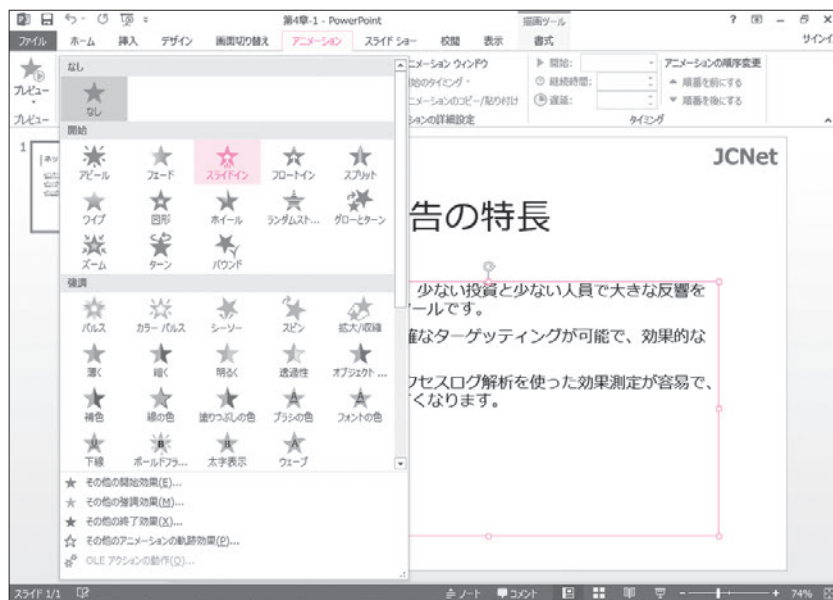 第4章-1 - PowerPoint
描画ツール
?
ファイル ホーム 挿入 デザイン 画面切り替え アニメーション スライド ショー 校閲 表示 書式 サインイ
プレビュー
プレビュー
なし
なし
開始
アピール フェード スライドイン フロートイン スプリット
ワイプ 図形 ホイール ランダムスト... グローとターン
ズーム ターン バウンド
強調
パルス カラー パルス シーソー スピン 拡大/収縮
薄く 暗く 明るく 透過性 オブジェクト ...
補色 線の色 塗りつぶしの色 ブラシの色 フォントの色
下線 ボールドフラ... 太字表示 ウェーブ
その他の開始効果(E)...
その他の強調効果(M)...
その他の終了効果(X)...
その他のアニメーションの軌跡効果(P)...
OLE アクションの動作(O)...
ニメーション ウィンドウ
始のタイミング
ニメーションのコピー/貼り付け
ションの詳細設定
開始:
継続時間:
遅延:
アニメーションの順序変更
順番を前にする
順番を後にする
タイミング
1
JCNet
告の特長
少ない投資と少ない人員で大きな反響を
ールです。
確なターゲッティングが可能で、効果的な
クセスログ解析を使った効果測定が容易で、
くなります。
スライド 1/1 ノート コメント 74%